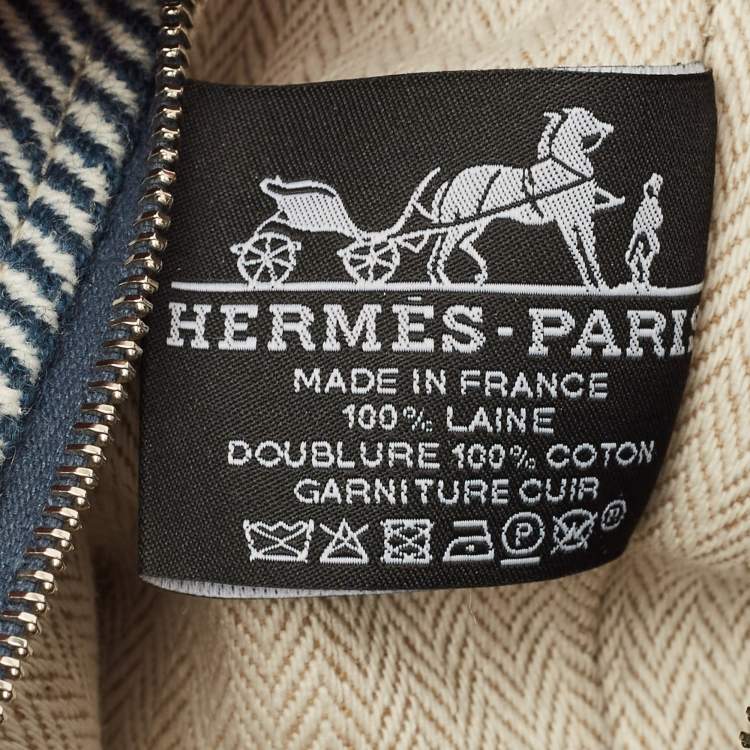 HERMÈS-PARIS
MADE IN FRANCE
100% LAINE
DOUBLURE 100% COTON
GARNITURE CUIR
P W ®